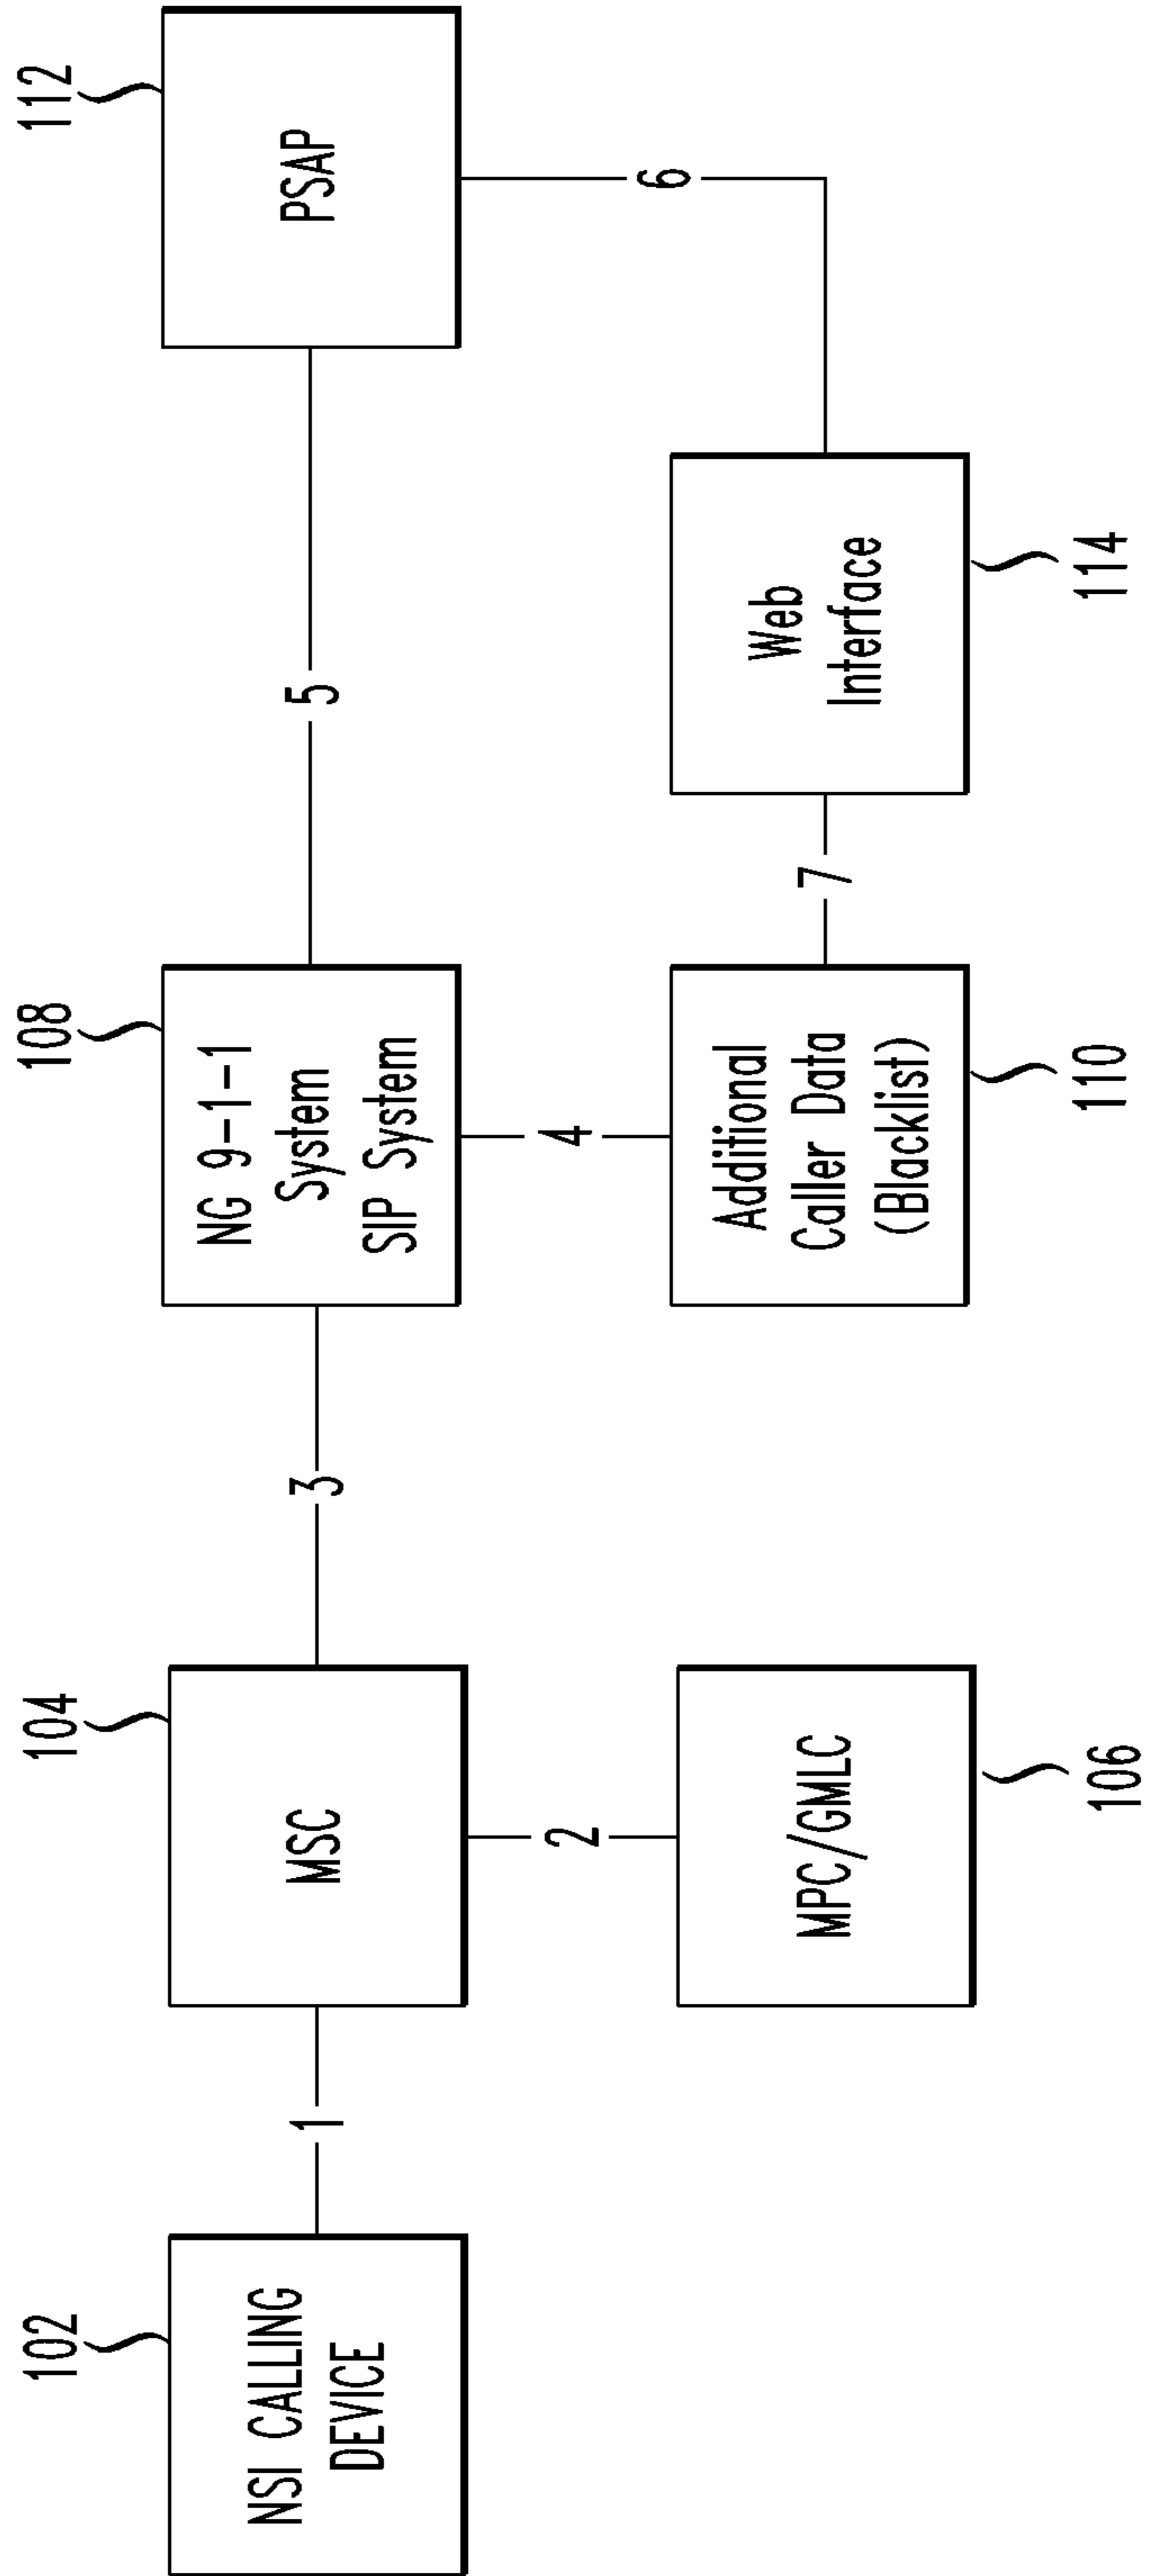 102
NSI CALLING
DEVICE
1
104
MSC
2
MPC/GMLC
106
3
108
NG 9-1-1
System
SIP System
4
Additional
Caller Data
(Blacklist)
110
5
112
PSAP
6
7
Web
Interface
114